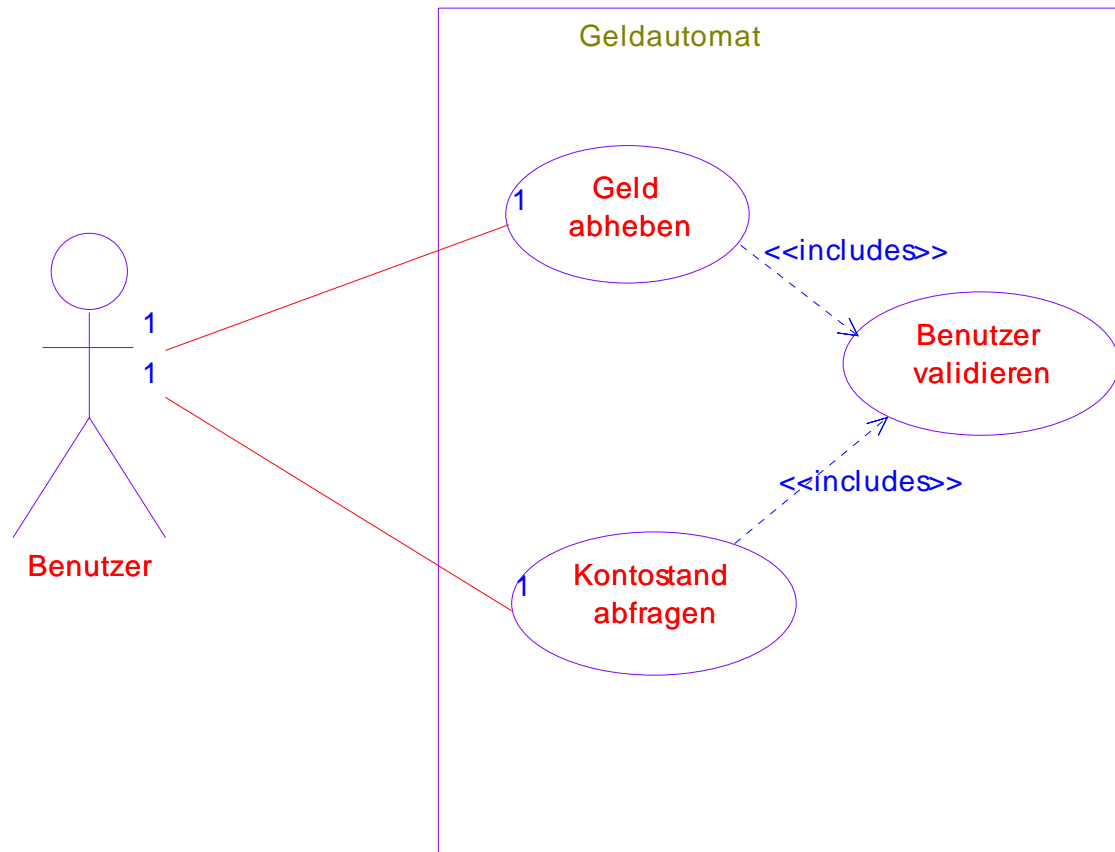 Geldautomat
Geld
abheben
1
<<includes>>
1
1
Benutzer
validieren
<<includes>>
Benutzer
1
Kontostand
abfragen